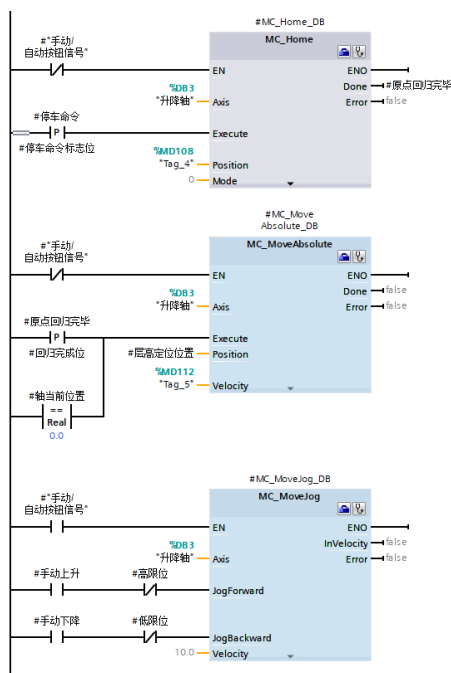 #MC_Home_DB
MC_Home
#"手动/
自动按钮信号"
EN
ENO
%DB3
"升降轴"
Axis
Done
#原点回归完毕
Error
false
#停车命令
P
#停车命令标志位
Execute
%MD108
"Tag_4"
Position
0
Mode
#MC_Move
Absolute_DB
MC_MoveAbsolute
#"手动/
自动按钮信号"
EN
ENO
%DB3
"升降轴"
Axis
Done
false
Error
false
#原点回归完毕
P
#回归完成位
Execute
#层高定位位置
Position
%MD112
"Tag_5"
Velocity
#轴当前位置
==
Real
0.0
#MC_MoveJog_DB
MC_MoveJog
#"手动/
自动按钮信号"
EN
ENO
%DB3
"升降轴"
Axis
InVelocity
false
Error
false
#手动上升
#高限位
JogForward
#手动下降
#低限位
JogBackward
10.0
Velocity